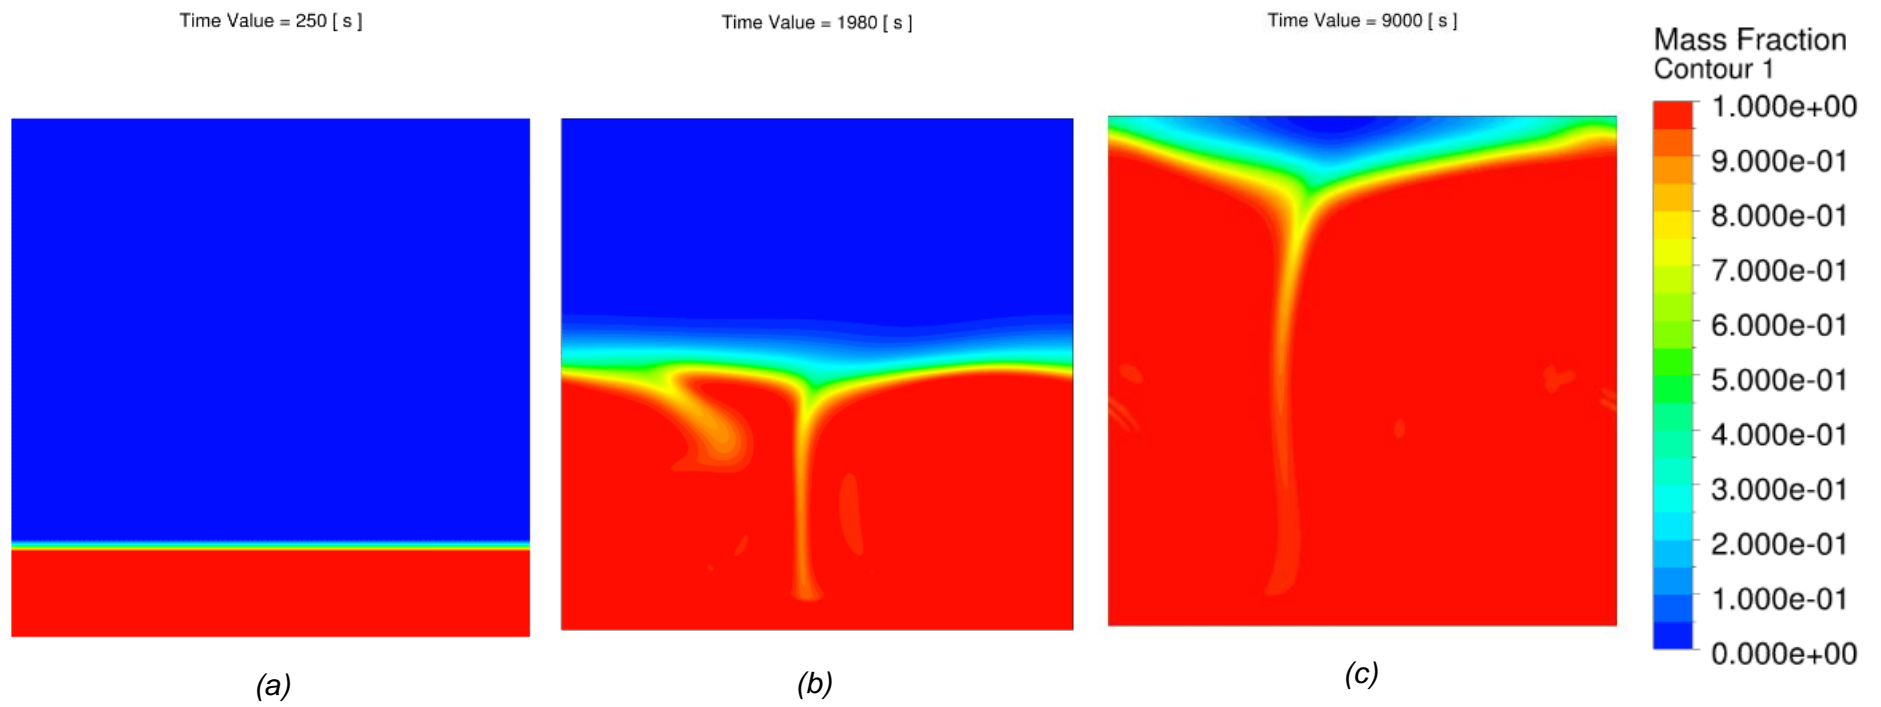 Time Value = 250 [ s ]
Time Value = 1980 [ s ]
Time Value = 9000 [ s ]
Mass Fraction
Contour 1
1.000e+00
9.000e-01
8.000e-01
7.000e-01
6.000e-01
5.000e-01
4.000e-01
3.000e-01
2.000e-01
1.000e-01
0.000e+00
(a)
(b)
(c)